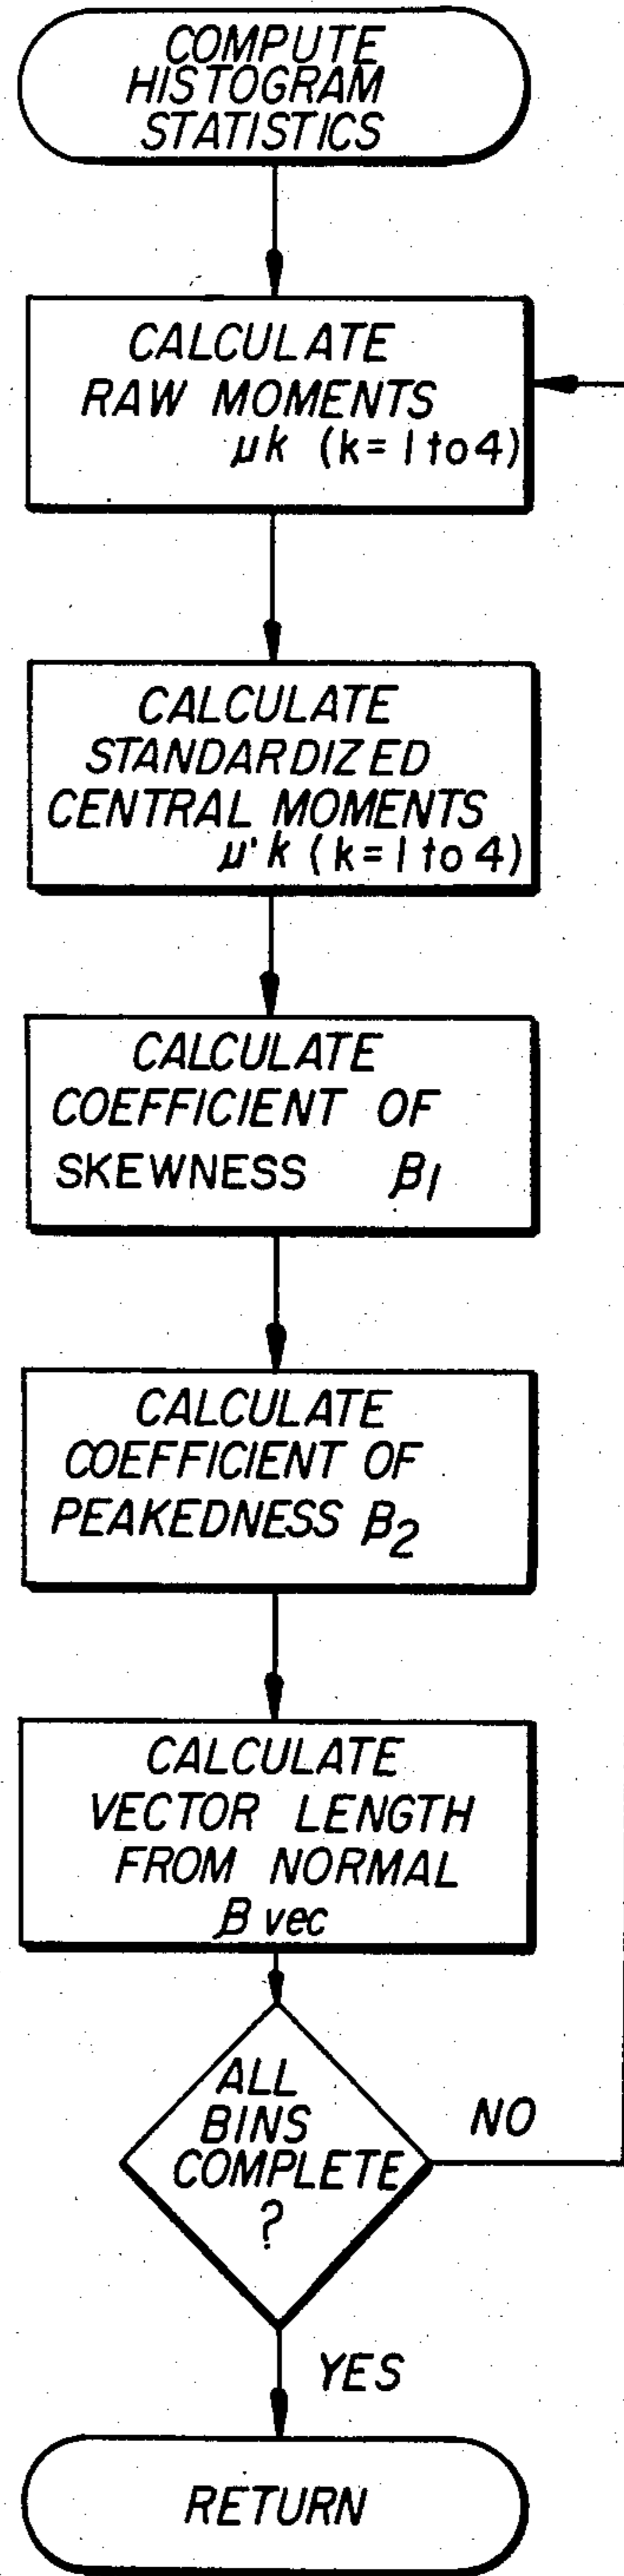 COMPUTE
HISTOGRAM
STATISTICS
CALCULATE
RAW MOMENTS
μk (k=1 to 4)
CALCULATE
STANDARDIZED
CENTRAL MOMENTS
μ'k (k=1 to 4)
CALCULATE
COEFFICIENT OF
SKEWNESS β1
CALCULATE
COEFFICIENT OF
PEAKEDNESS β2
CALCULATE
VECTOR LENGTH
FROM NORMAL
β vec
ALL
BINS
COMPLETE
?
NO
YES
RETURN